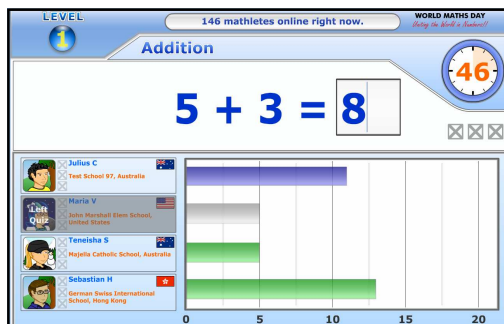 LEVEL
1
146 mathletes online right now.
WORLD MATHS DAY
Uniting the World in Numbers!!
Addition
46
5 + 3 = 8
Julius C
Test School 97, Australia
Left
Quiz
Maria V
John Marshall Elem School,
United States
Teneisha S
Majella Catholic School, Australia
Sebastian H
German Swiss International
School, Hong Kong
0 5 10 15 20